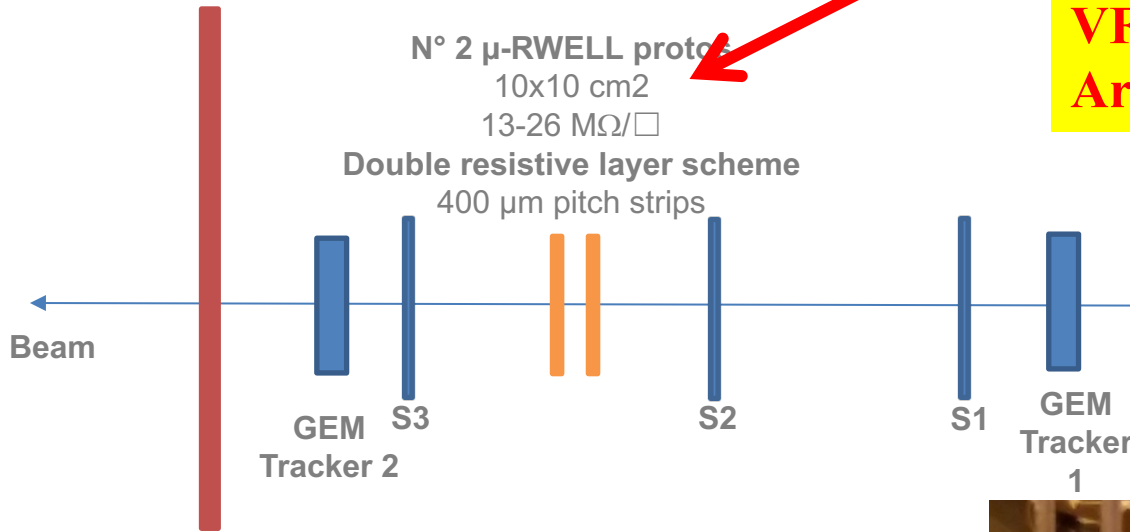 N° 2 µ-RWELL protos
10x10 cm2
13-26 MΩ/☐
Double resistive layer scheme
400 µm pitch strips
Beam
GEM
Tracker 2
S3
S2
S1
GEM
Tracker
1